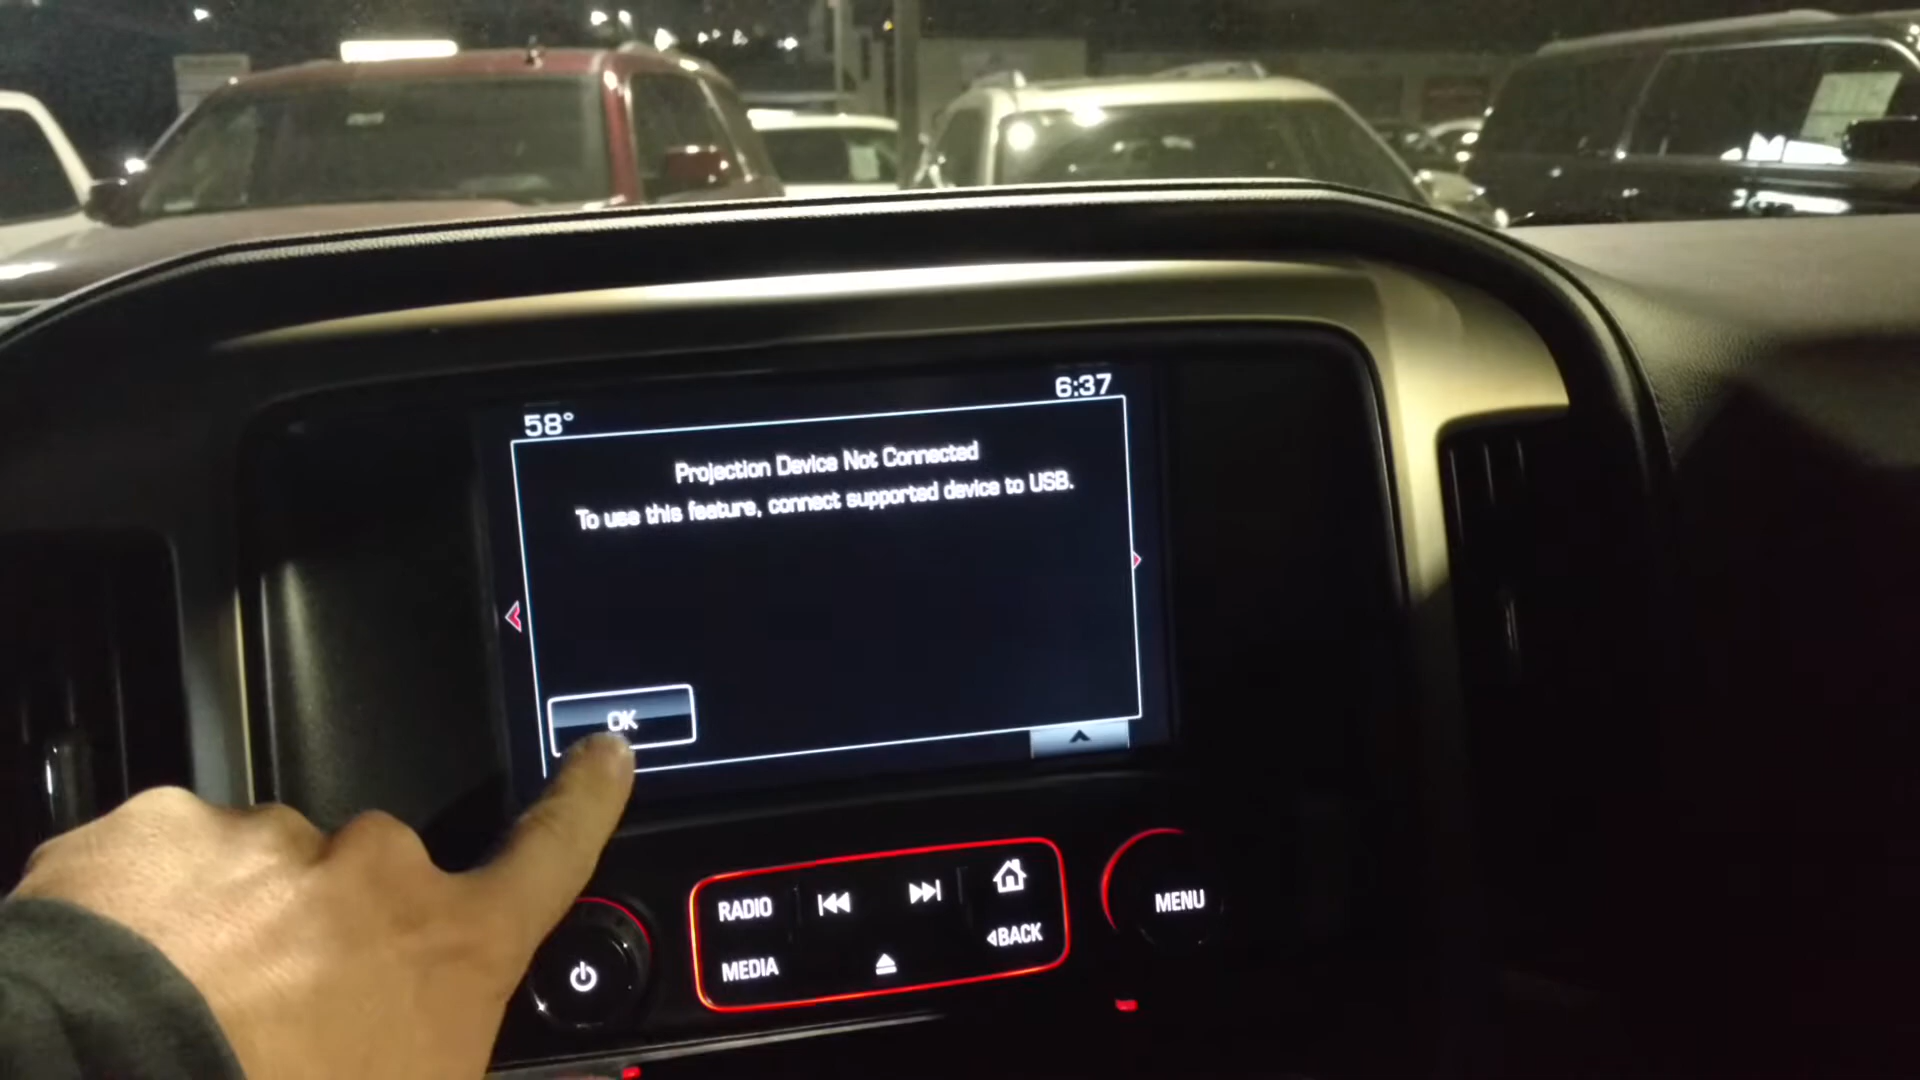 58°
6:37
Projection Device Not Connected
To use this feature, connect supported device to USB.
OK
RADIO
MEDIA
BACK
MENU